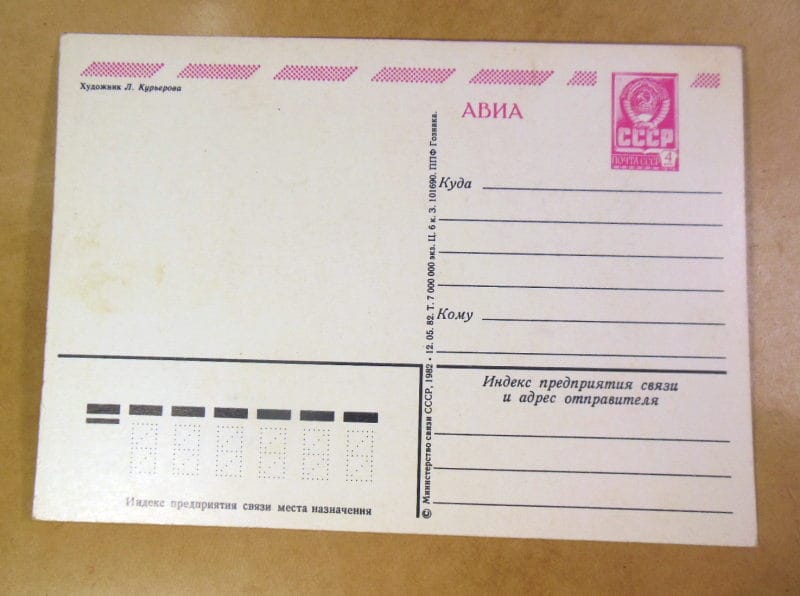 Художник Л. Курьерова
АВИА
СССР
ПОЧТА СССР 4
Куда
Кому
Индекс предприятия связи
и адрес отправителя
Индекс предприятия связи места назначения
© Министерство связи СССР, 1982 • 12. 05. 82. Т. 7 000 000 экз. Ц. 6 к. З. 101690. ППФ Гознака.